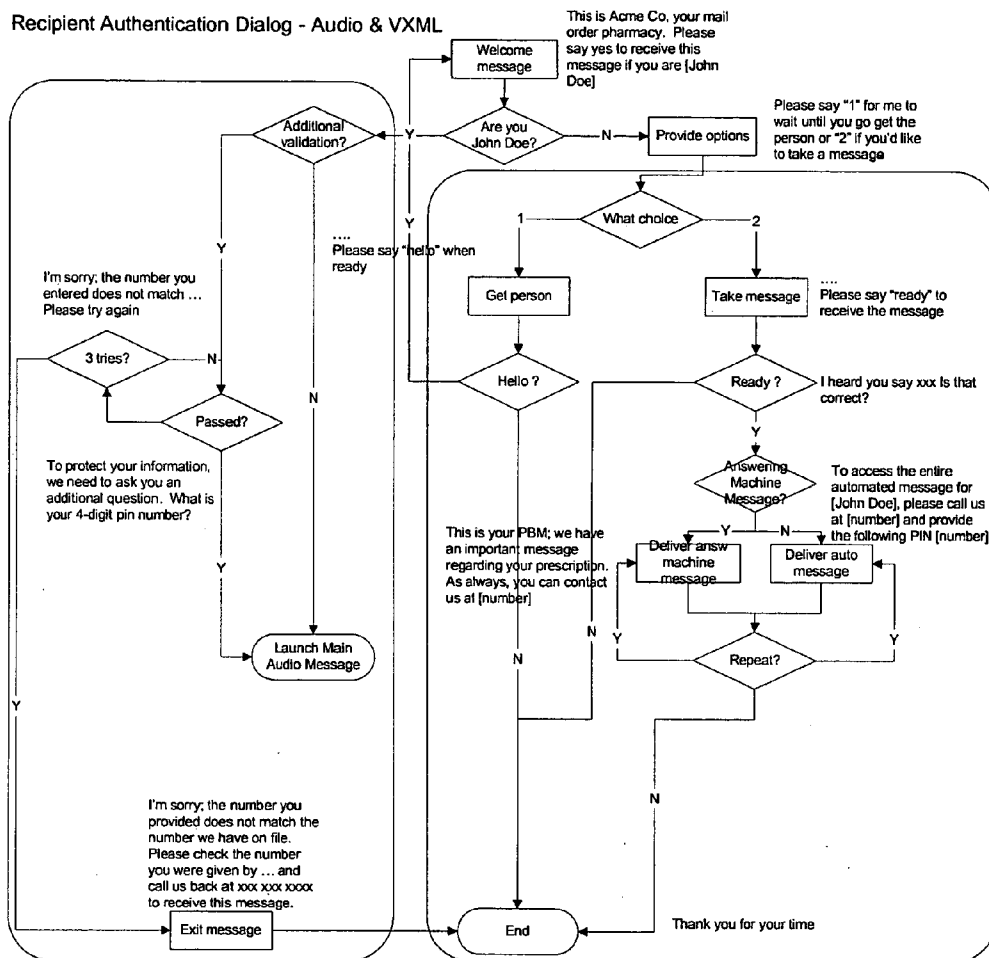 Recipient Authentication Dialog - Audio & VXML
This is Acme Co, your mail
order pharmacy. Please
say yes to receive this
message if you are [John
Doe]
Welcome
message
Please say "1" for me to
wait until you go get the
person or "2" if you'd like
to take a message
Additional
validation?
Y
Are you
John Doe?
N
Provide options
Y
What choice
1
2
Y
....
Please say "hello" when
ready
I'm sorry; the number you
entered does not match ...
Please try again
Get person
Take message
....
Please say "ready" to
receive the message
3 tries?
N
Hello ?
Ready ?
I heard you say xxx Is that
correct?
N
Passed?
Y
To protect your information,
we need to ask you an
additional question. What is
your 4-digit pin number?
Answering
Machine
Message?
To access the entire
automated message for
[John Doe], please call us
at [number] and provide
the following PIN [number]
This is your PBM; we have
an important message
regarding your prescription.
As always, you can contact
us at [number]
Y
N
Deliver answ
machine
message
Deliver auto
message
Y
N
Y
Y
Launch Main
Audio Message
N
Repeat?
Y
N
I'm sorry; the number you
provided does not match the
number we have on file.
Please check the number
you were given by ... and
call us back at xxx xxx xxxx
to receive this message.
Exit message
End
Thank you for your time